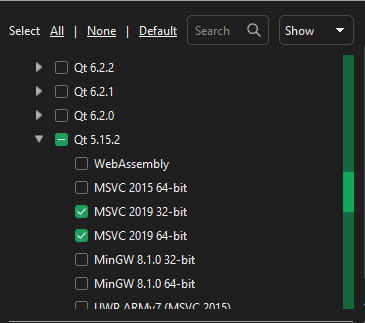 Select All | None | Default Search Show
Qt 6.2.2
Qt 6.2.1
Qt 6.2.0
Qt 5.15.2
WebAssembly
MSVC 2015 64-bit
MSVC 2019 32-bit
MSVC 2019 64-bit
MinGW 8.1.0 32-bit
MinGW 8.1.0 64-bit
UWP ARMv7 (MSVC 2015)